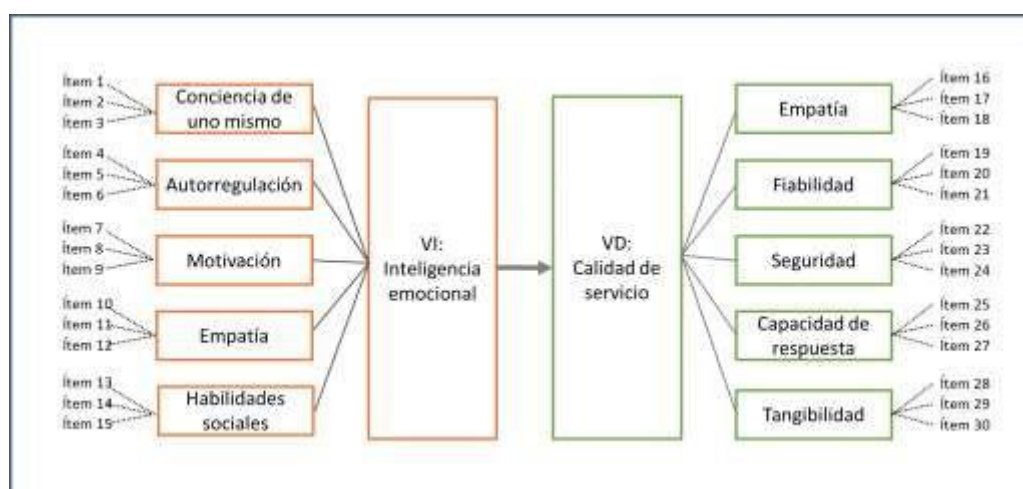 Ítem 1
Ítem 2
Ítem 3
Conciencia de
uno mismo
Ítem 4
Ítem 5
Ítem 6
Autorregulación
Ítem 7
Ítem 8
Ítem 9
Motivación
Ítem 10
Ítem 11
Ítem 12
Empatía
Ítem 13
Ítem 14
Ítem 15
Habilidades
sociales
VI:
Inteligencia
emocional
VD:
Calidad de
servicio
Empatía
Ítem 16
Ítem 17
Ítem 18
Fiabilidad
Ítem 19
Ítem 20
Ítem 21
Seguridad
Ítem 22
Ítem 23
Ítem 24
Capacidad de
respuesta
Ítem 25
Ítem 26
Ítem 27
Tangibilidad
Ítem 28
Ítem 29
Ítem 30